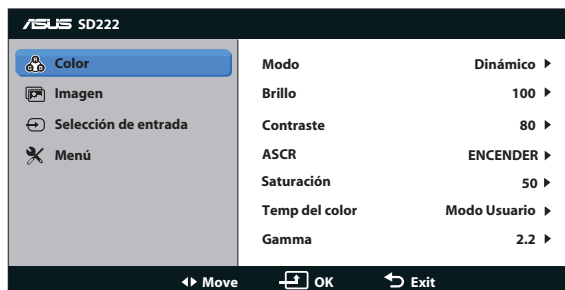 ASUS SD222
Color
Imagen
Selección de entrada
Menú
Modo Dinámico
Brillo 100
Contraste 80
ASCR ENCENDER
Saturación 50
Temp del color Modo Usuario
Gamma 2.2
Move OK Exit